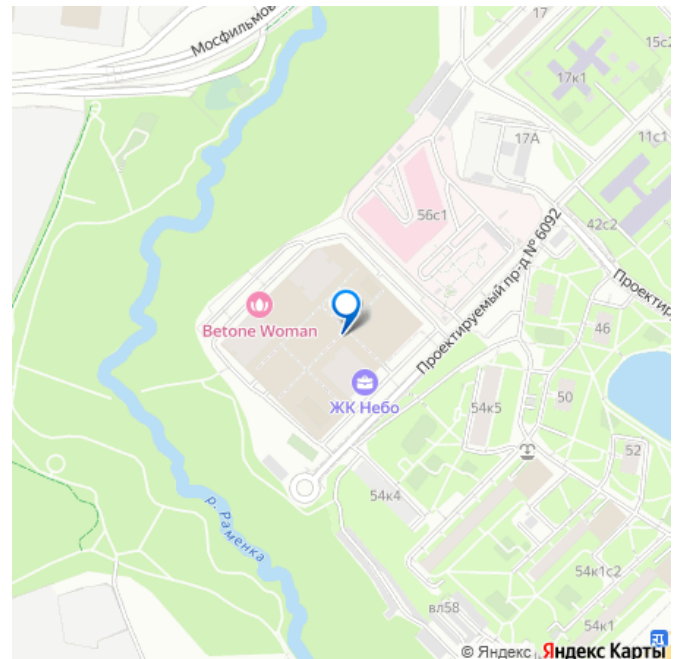 Мосфильмов
17
15с2
17к1
17А
11с1
56с1
42с2
Проектируемый пр-д № 6092
Проектир
Betone Woman
46
ЖК Небо
50
54к5
52
54к4
р. Раменка
54к1с2
вл58
54к1
© Яндекс Яндекс Карты